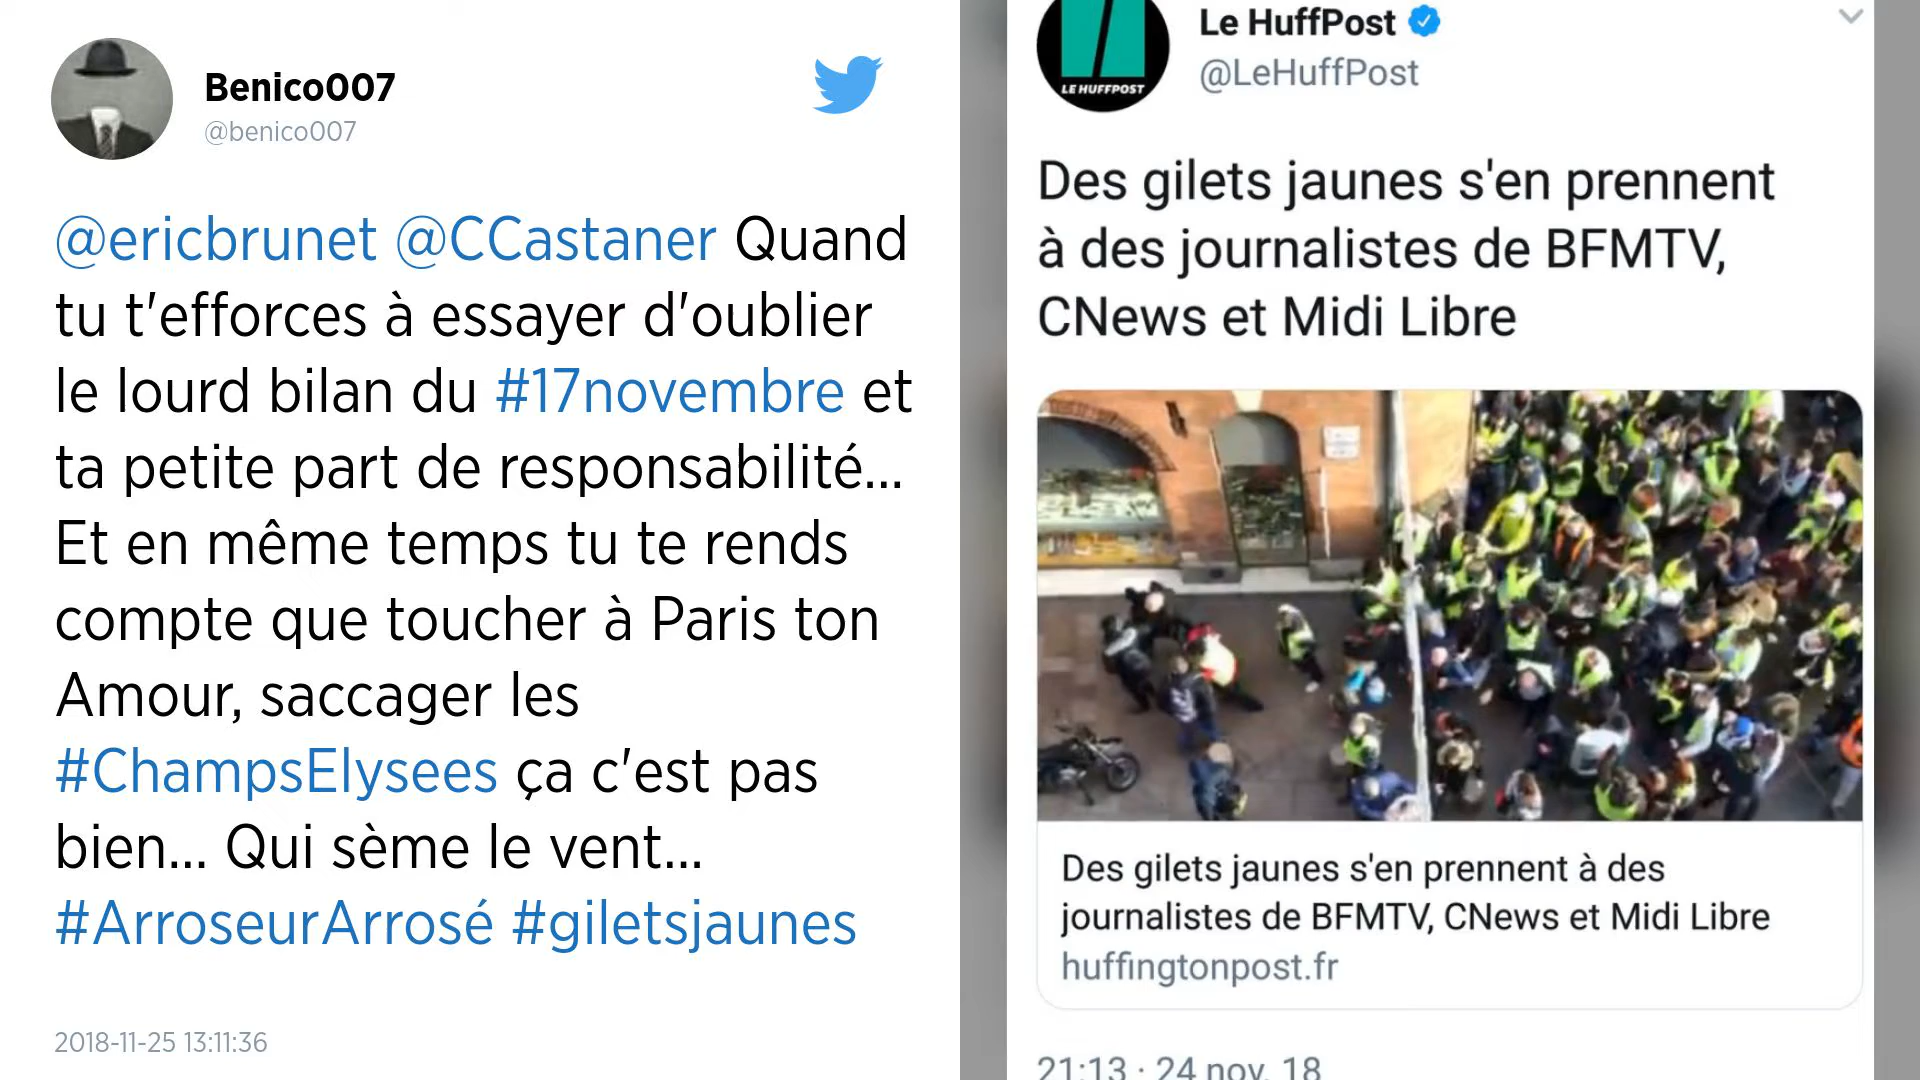 Benico007
@benico007
@ericbrunet @CCastaner Quand
tu t'efforces à essayer d'oublier
le lourd bilan du #17novembre et
ta petite part de responsabilité...
Et en même temps tu te rends
compte que toucher à Paris ton
Amour, saccager les
#ChampsElysees ça c'est pas
bien... Qui sème le vent...
#ArroseurArrosé #giletsjaunes
2018-11-25 13:11:36
LE HUFFPOST
Le HuffPost
@LeHuffPost
Des gilets jaunes s'en prennent
à des journalistes de BFMTV,
CNews et Midi Libre
Des gilets jaunes s'en prennent à des
journalistes de BFMTV, CNews et Midi Libre
huffingtonpost.fr
21:13 · 24 nov. 18